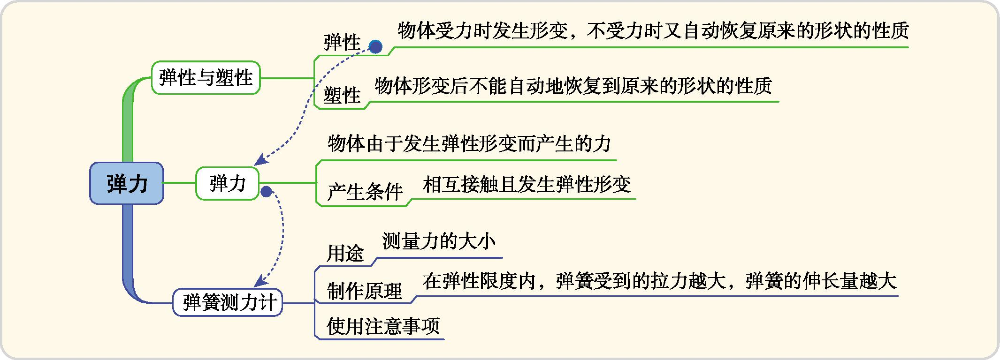 弹性
物体受力时发生形变，不受力时又自动恢复原来的形状的性质
弹性与塑性
塑性
物体形变后不能自动地恢复到原来的形状的性质
物体由于发生弹性形变而产生的力
弹力
弹力
产生条件
相互接触且发生弹性形变
用途
测量力的大小
制作原理
在弹性限度内，弹簧受到的拉力越大，弹簧的伸长量越大
弹簧测力计
使用注意事项